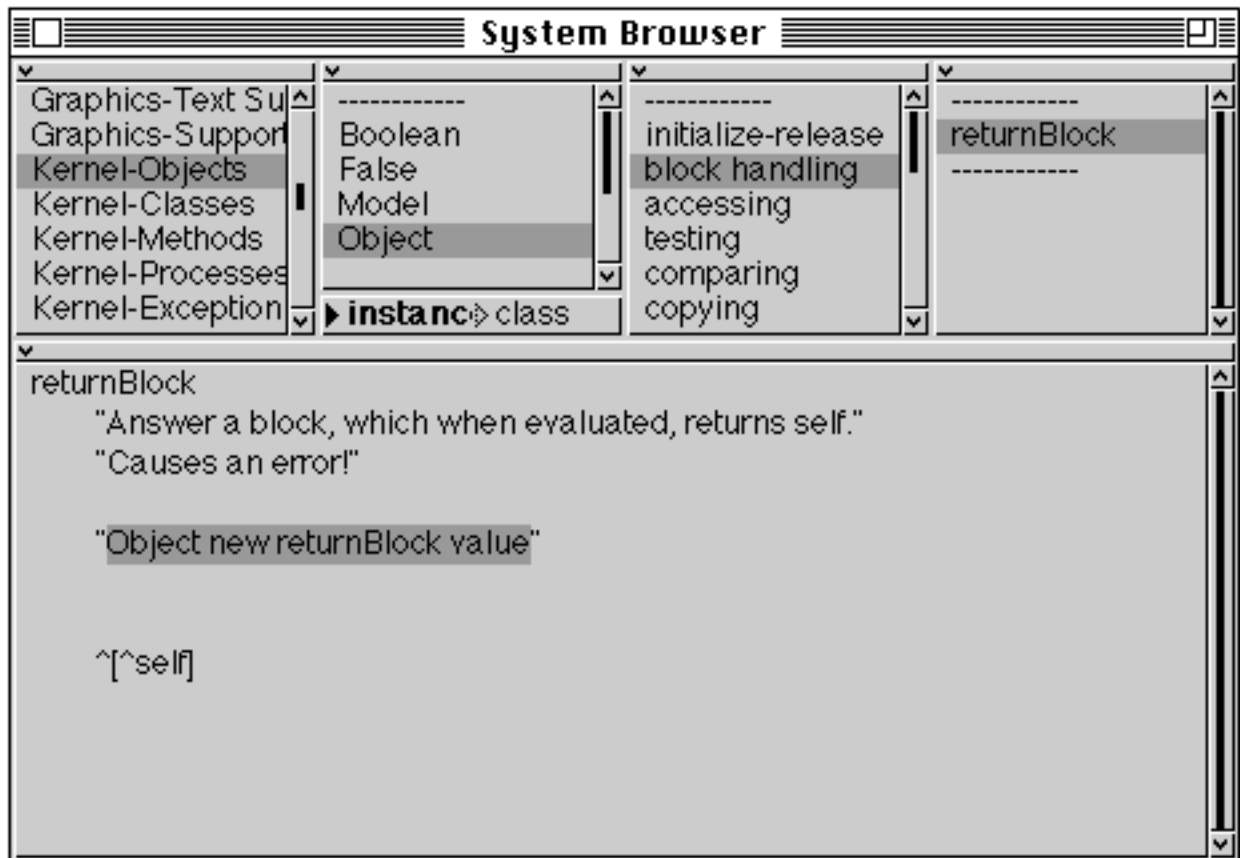 System Browser
Graphics-Text Su
Graphics-Support
Kernel-Objects
Kernel-Classes
Kernel-Methods
Kernel-Processes
Kernel-Exception
------------
Boolean
False
Model
Object
instanc class
------------
initialize-release
block handling
accessing
testing
comparing
copying
------------
returnBlock
------------
returnBlock
"Answer a block, which when evaluated, returns self."
"Causes an error!"
"Object new returnBlock value"
^[^self]